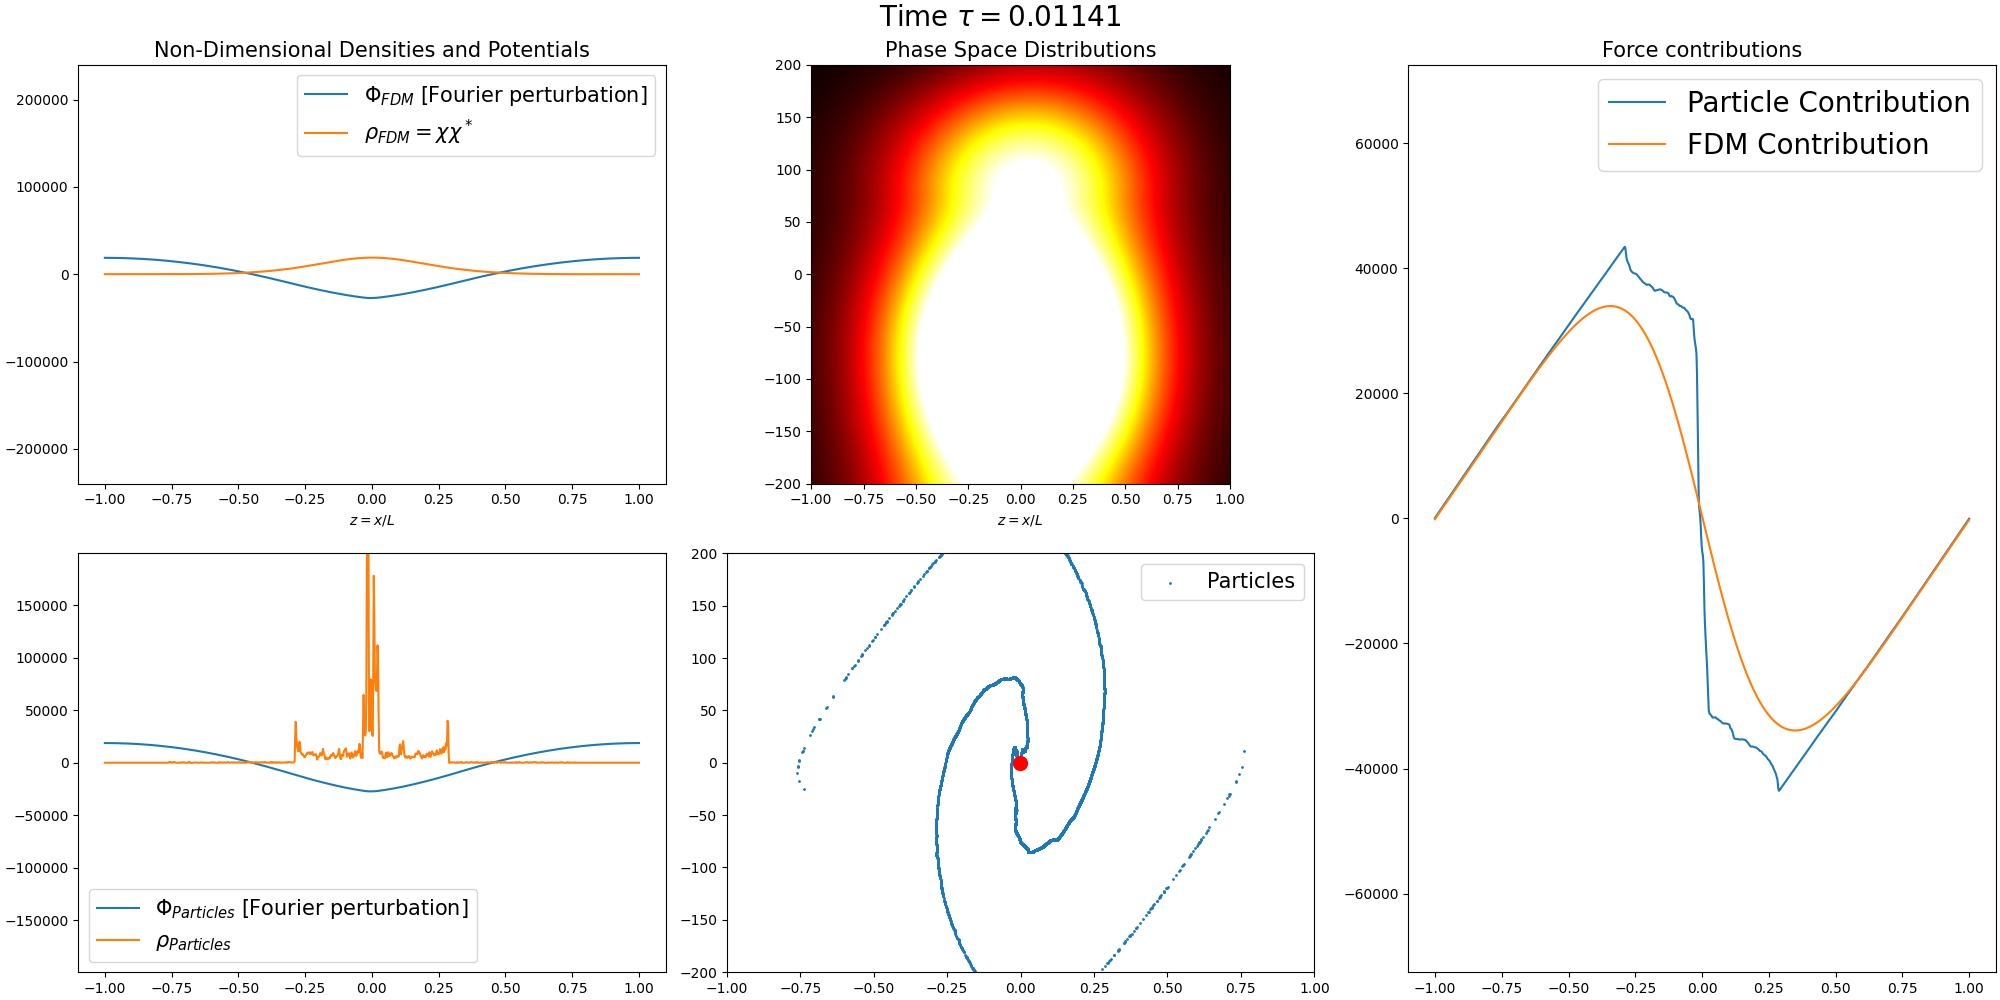 Time τ = 0.01141
Non-Dimensional Densities and Potentials
200000
100000
0
−100000
−200000
Φ_FDM [Fourier perturbation]
ρ_FDM = χχ*
−1.00 −0.75 −0.50 −0.25 0.00 0.25 0.50 0.75 1.00
z = x/L
Phase Space Distributions
200
150
100
50
0
−50
−100
−150
−200
−1.00 −0.75 −0.50 −0.25 0.00 0.25 0.50 0.75 1.00
z = x/L
Force contributions
Particle Contribution
FDM Contribution
60000
40000
20000
0
−20000
−40000
−60000
−1.00 −0.75 −0.50 −0.25 0.00 0.25 0.50 0.75 1.00
150000
100000
50000
0
−50000
−100000
−150000
Φ_Particles [Fourier perturbation]
ρ_Particles
−1.00 −0.75 −0.50 −0.25 0.00 0.25 0.50 0.75 1.00
200
150
100
50
0
−50
−100
−150
−200
Particles
−1.00 −0.75 −0.50 −0.25 0.00 0.25 0.50 0.75 1.00